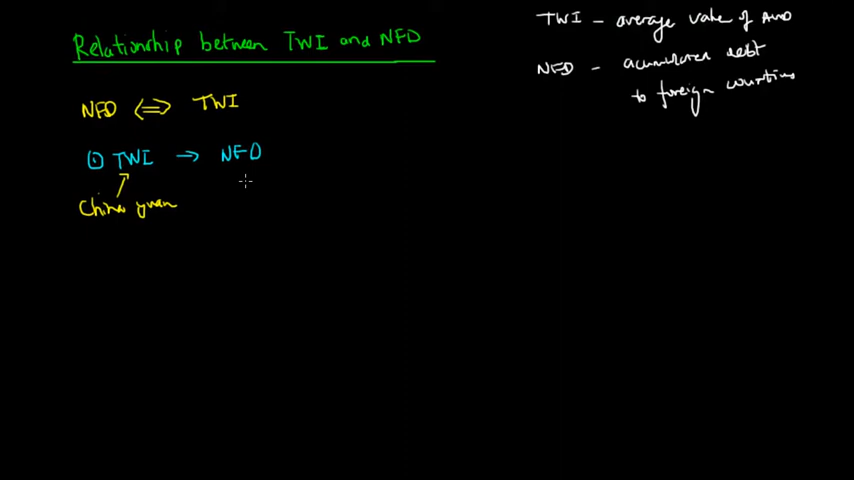 Relationship between TWI and NFD
NFD <=> TWI
① TWI → NFD
China yuan
TWI - average value of AUD
NFD - accumulated debt
to foreign countries